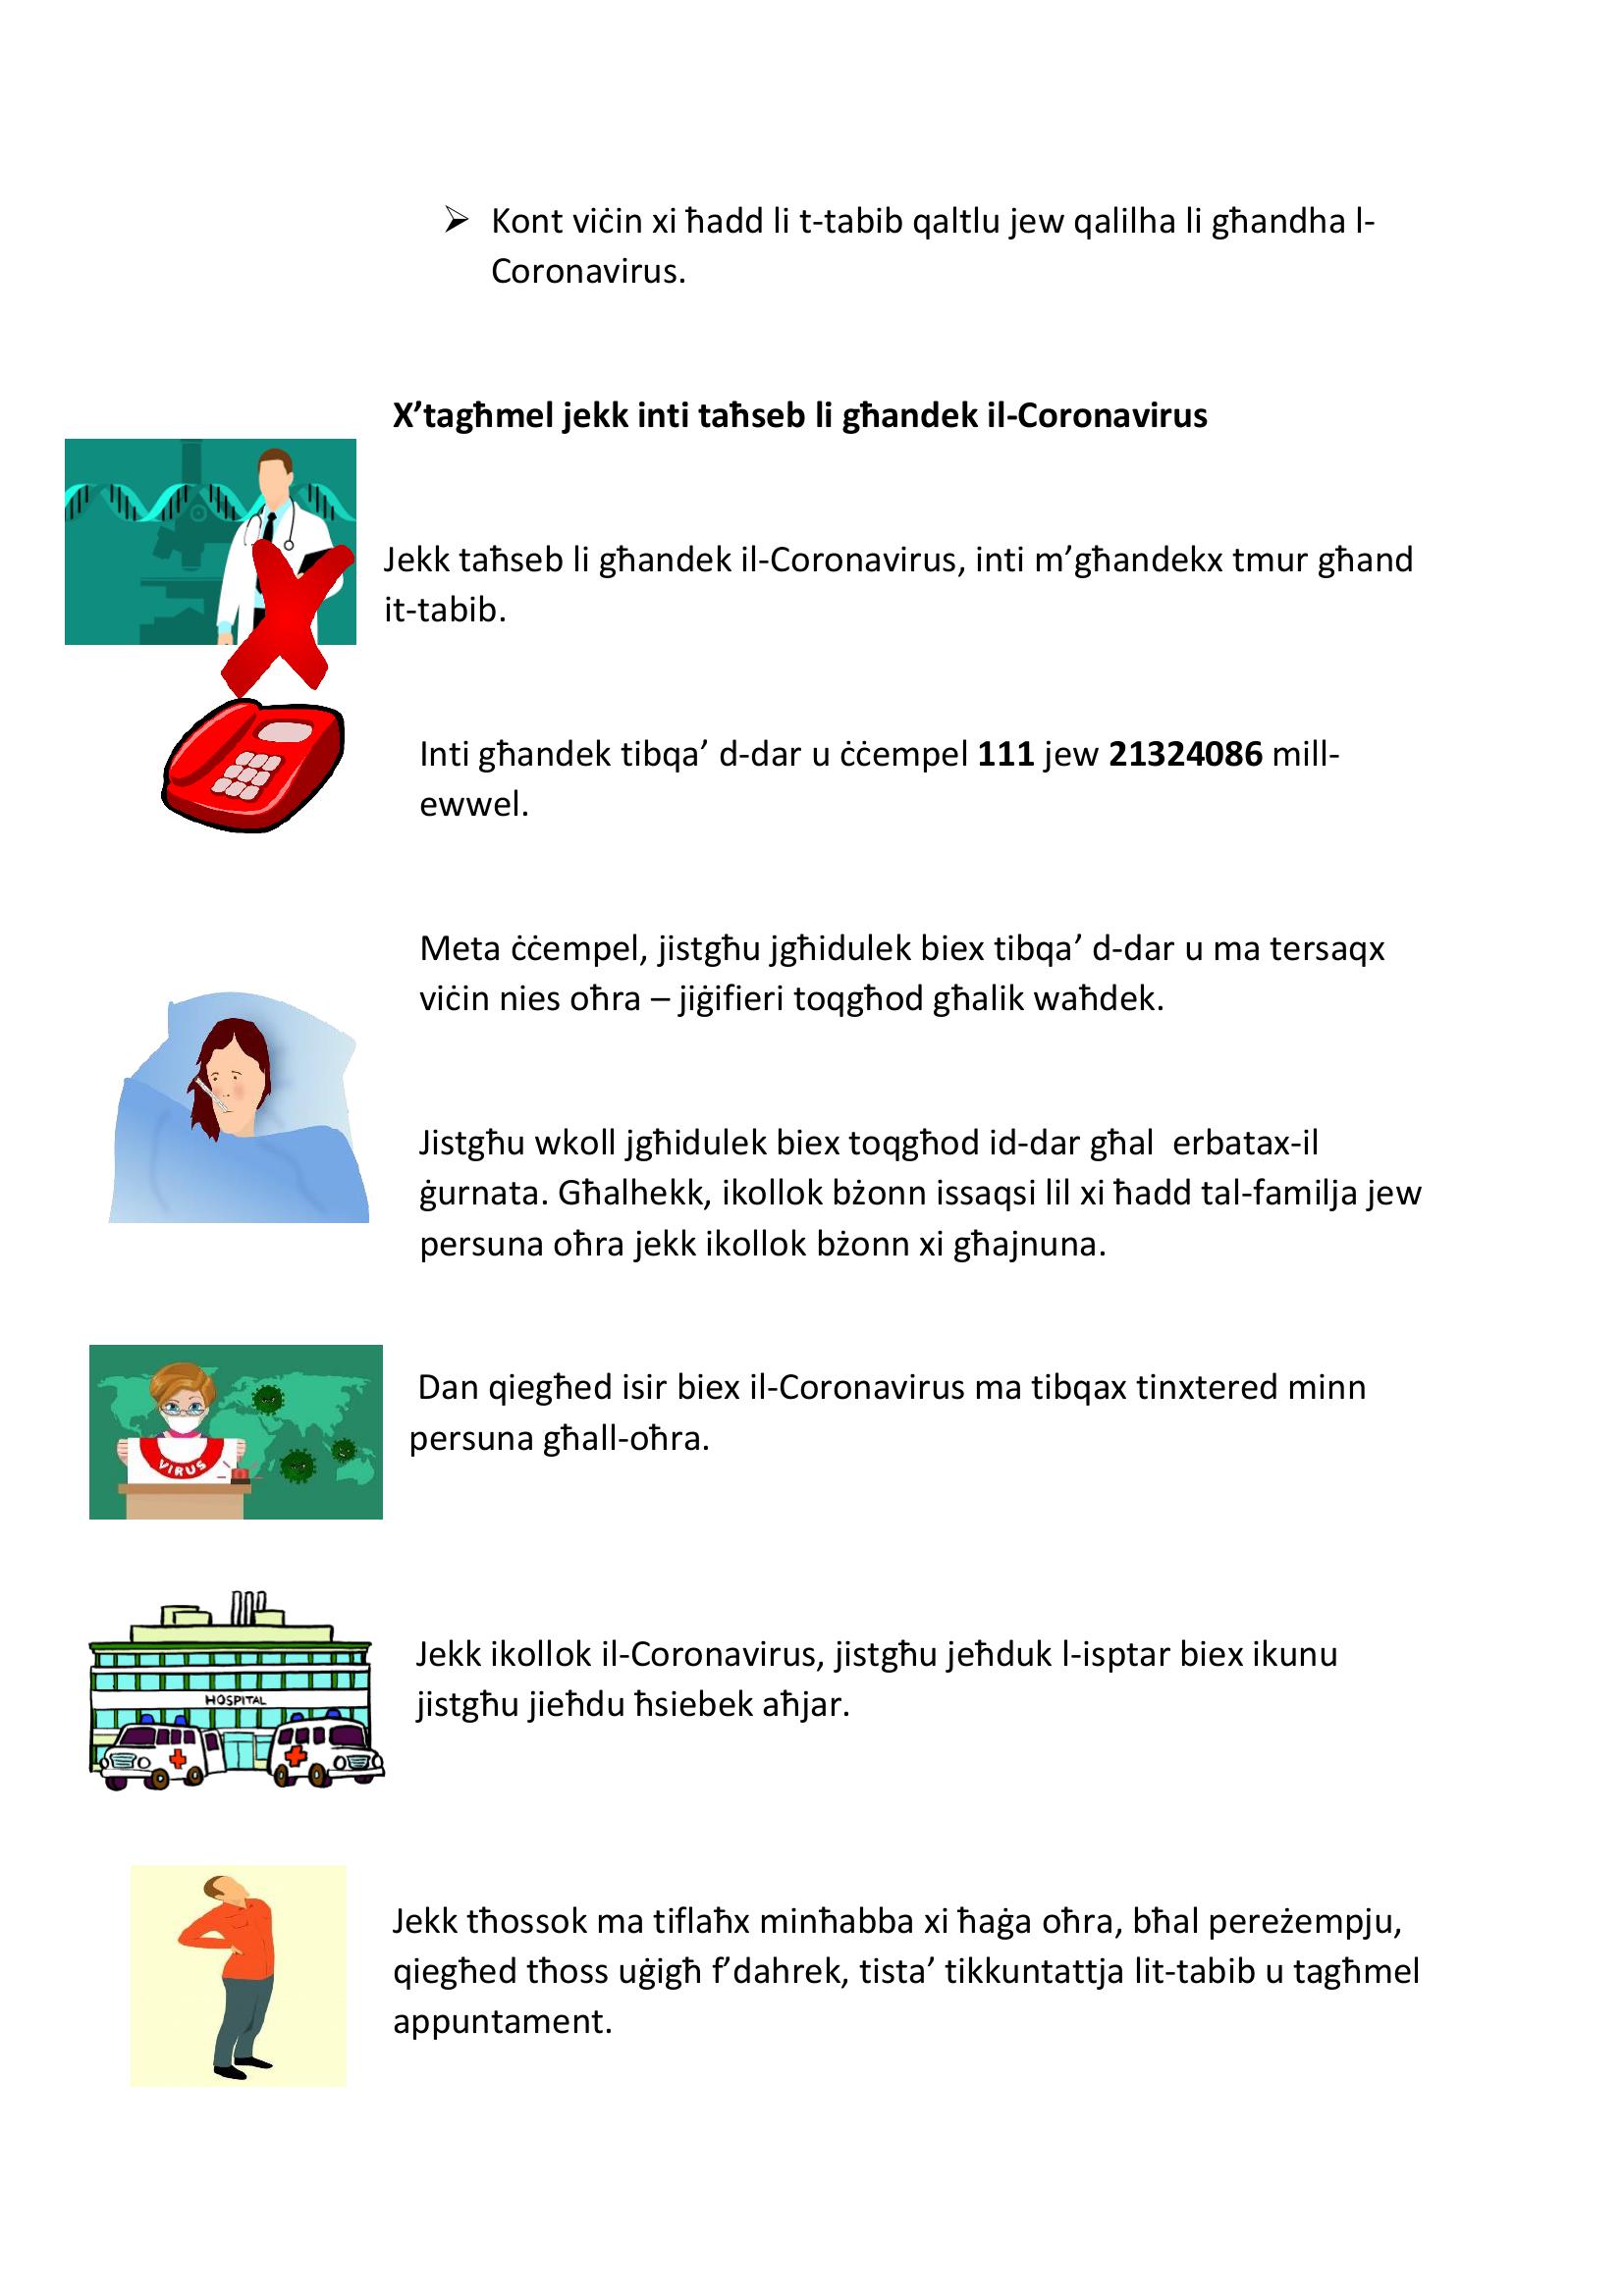 ➢ Kont viċin xi ħadd li t-tabib qaltlu jew qalilha li għandha l-
Coronavirus.
X’tagħmel jekk inti taħseb li għandek il-Coronavirus
Jekk taħseb li għandek il-Coronavirus, inti m’għandekx tmur għand
it-tabib.
Inti għandek tibqa’ d-dar u ċċempel 111 jew 21324086 mill-
ewwel.
Meta ċċempel, jistgħu jgħidulek biex tibqa’ d-dar u ma tersaqx
viċin nies oħra – jiġifieri toqgħod għalik waħdek.
Jistgħu wkoll jgħidulek biex toqgħod id-dar għal erbatax-il
ġurnata. Għalhekk, ikollok bżonn issaqsi lil xi ħadd tal-familja jew
persuna oħra jekk ikollok bżonn xi għajnuna.
VIRUS
Dan qiegħed isir biex il-Coronavirus ma tibqax tinxtered minn
persuna għall-oħra.
HOSPITAL
Jekk ikollok il-Coronavirus, jistgħu jeħduk l-isptar biex ikunu
jistgħu jieħdu ħsiebek aħjar.
Jekk tħossok ma tiflaħx minħabba xi ħaġa oħra, bħal pereżempju,
qiegħed tħoss uġigħ f’dahrek, tista’ tikkuntattja lit-tabib u tagħmel
appuntament.